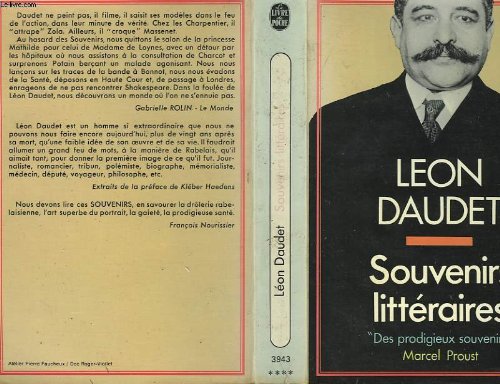 Daudet ne peint pas, il filme, il saisit ses modèles dans le feu
de l'action, dans leur minute de vérité. Chez les Charpentier, il
"attrape" Zola. Ailleurs, il "croque" Massenet.
Au hasard des Souvenirs, nous quittons le salon de la princesse
Mathilde pour celui de Madame de Loynes, avec un détour par
les hôpitaux où nous assistons à la consultation de Charcot et
surprenons Potain berçant un malade agonisant. Nous nous
lançons sur les traces de la bande à Bonnot, nous nous évadons
de la Santé, déposons en Haute Cour et, de passage à Londres,
enrageons de ne pas rencontrer Shakespeare. Dans la foulée de
Léon Daudet, nous découvrons un monde où l'on ne s'ennuie pas.
Gabrielle ROLIN - Le Monde
Léon Daudet est un homme si extraordinaire que nous ne
pouvons nous faire encore aujourd'hui, plus de vingt ans après
sa mort, qu'une faible idée de son œuvre et de sa vie. Il faudrait
allumer un grand feu de mots, à la manière de Rabelais, qu'il
aimait tant, pour donner la première image de ce qu'il fut. Jour-
naliste, romancier, tribun, polémiste, biographe, mémorialiste,
médecin, député, voyageur, philosophe, etc.
Extraits de la préface de Kléber Haedens
Nous devons lire ces SOUVENIRS, en savourer la drôlerie rabe-
laisienne, l'art superbe du portrait, la gaieté, la prodigieuse santé.
François Nourissier
Atelier Pierre Faucheux / Doc Roger-Viollet
Léon Daudet Souvenirs littéraires
3943
****
LE LIVRE
DE POCHE
LEON
DAUDET
Souvenirs
littéraires
"Des prodigieux souvenir
Marcel Proust